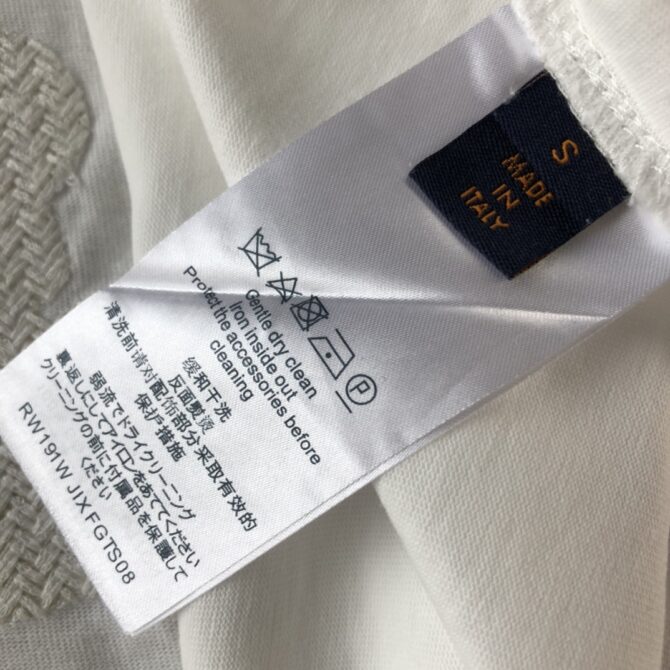 S
MADE
IN
ITALY
P
Gentle dry clean
Iron inside out
Protect the accessories before
cleaning
缓和干洗
反面熨烫
清洗前请对配饰部分采取有效的
保护措施
弱流でドライクリーニング
裏返しにしてアイロンをあててください
クリーニングの前に付属品を保護して
ください
RW191W JIX FGTS08